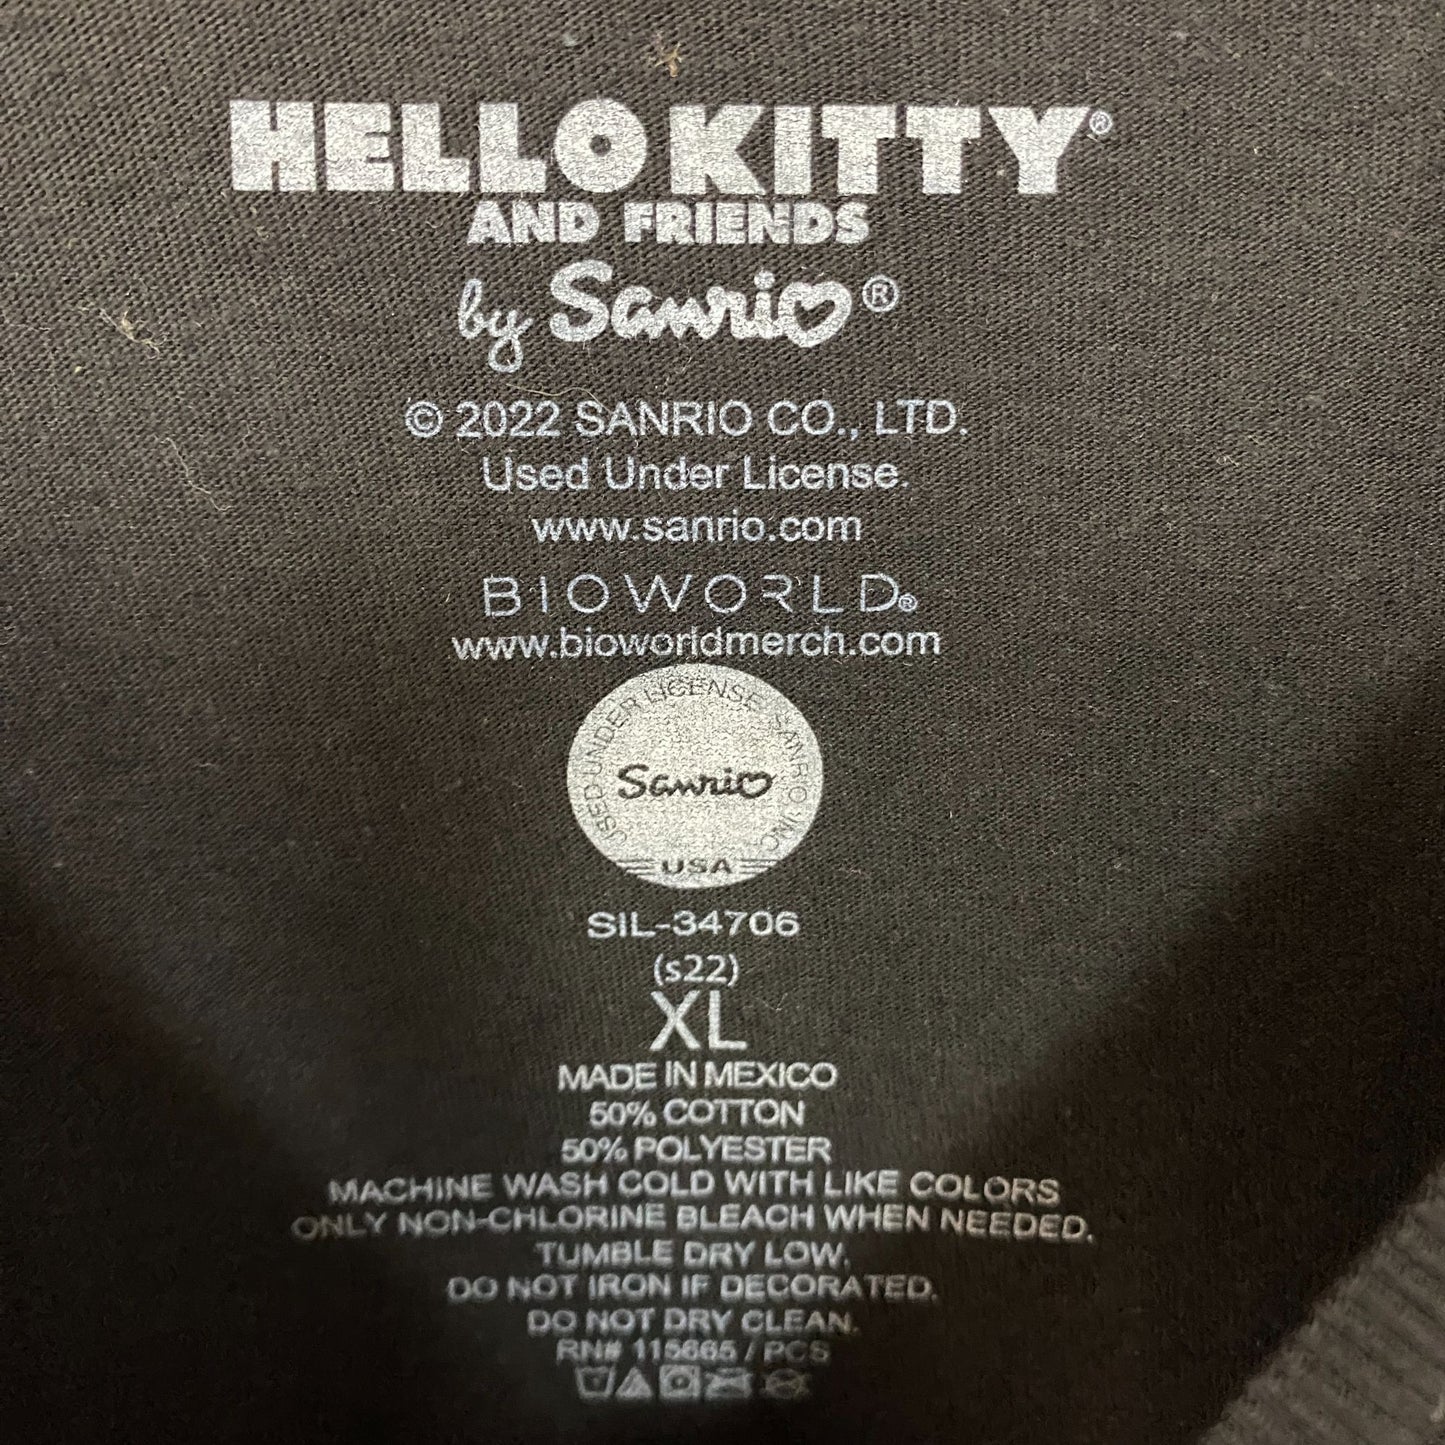 HELLO KITTY®
AND FRIENDS
by Sanrio®
© 2022 SANRIO CO., LTD.
Used Under License.
www.sanrio.com
BIOWORLD®
www.bioworldmerch.com
USED UNDER LICENSE, SANRIO, INC.
Sanrio
USA
SIL-34706
(s22)
XL
MADE IN MEXICO
50% COTTON
50% POLYESTER
MACHINE WASH COLD WITH LIKE COLORS
ONLY NON-CHLORINE BLEACH WHEN NEEDED.
TUMBLE DRY LOW.
DO NOT IRON IF DECORATED.
DO NOT DRY CLEAN.
RN# 115665 / PCS